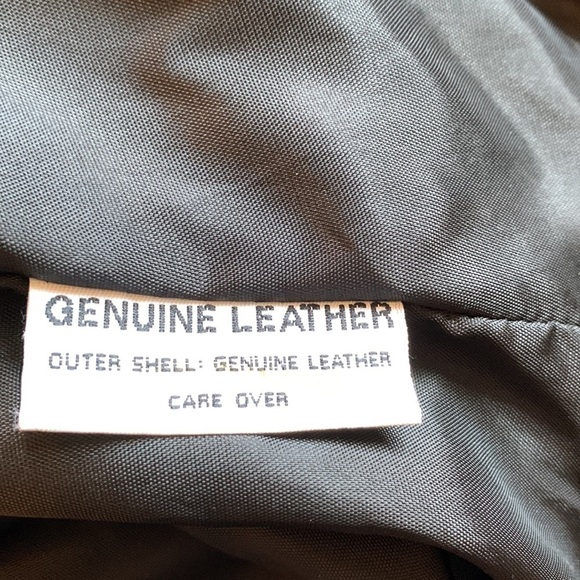 GENUINE LEATHER
OUTER SHELL: GENUINE LEATHER
CARE OVER